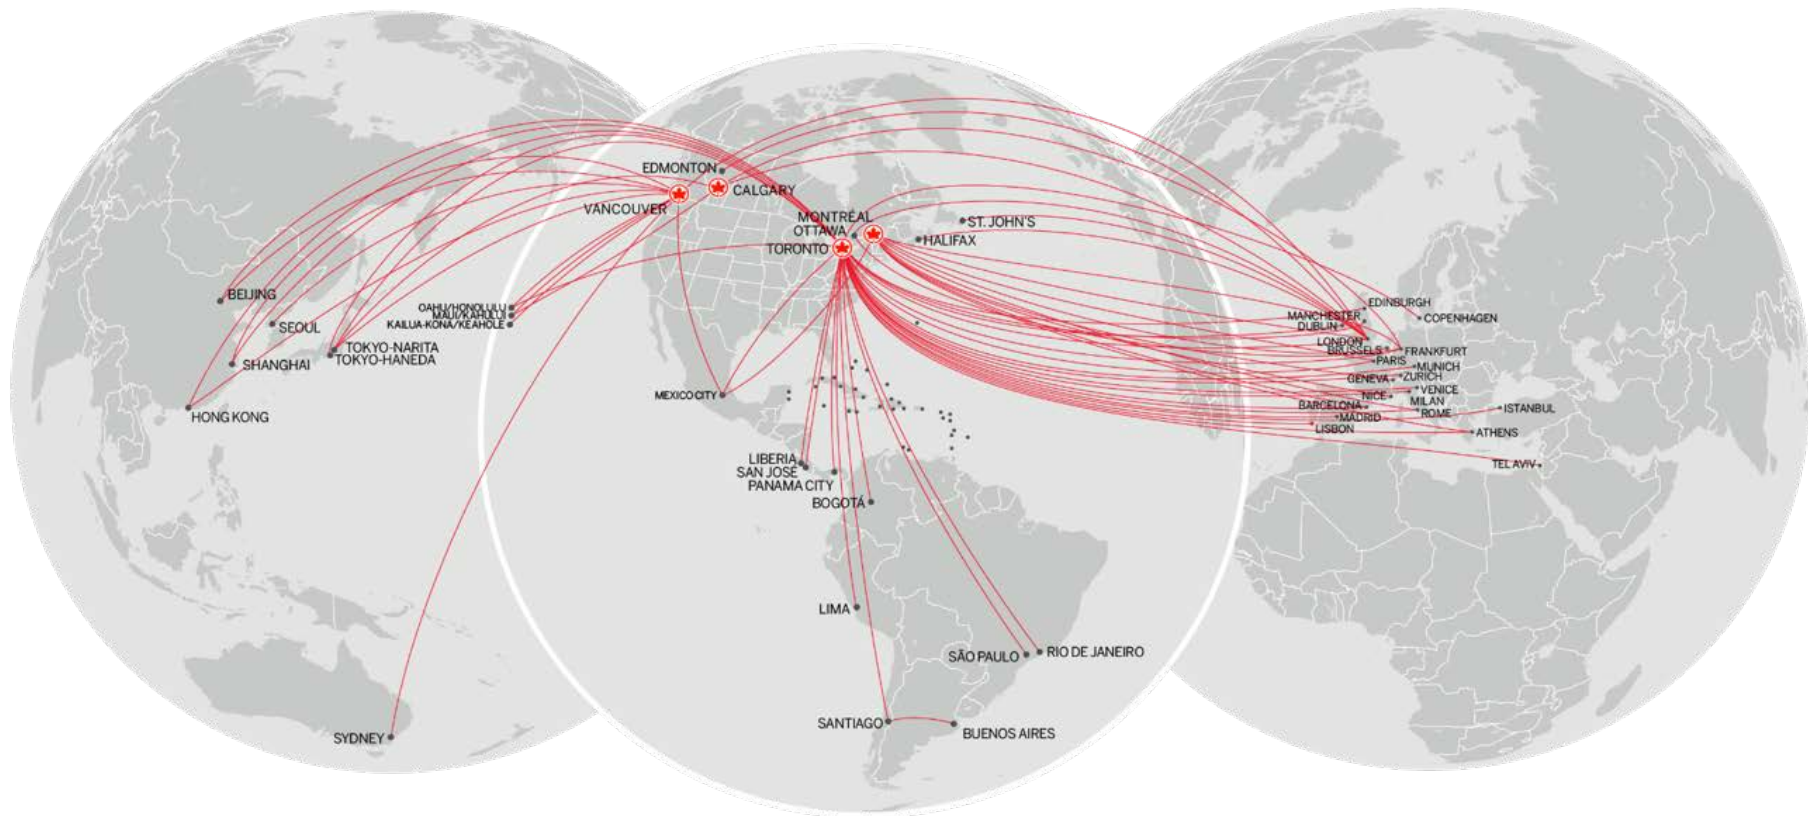 EDMONTON
CALGARY
VANCOUVER
MONTRÉAL
OTTAWA
TORONTO
ST. JOHN'S
HALIFAX
BEIJING
SEOUL
TOKYO-NARITA
TOKYO-HANEDA
SHANGHAI
HONG KONG
OAHU/HONOLULU
MAUI/KAHULUI
KAILUA-KONA/KEAHOLE
MEXICO CITY
LIBERIA
SAN JOSÉ
PANAMA CITY
BOGOTÁ
LIMA
SÃO PAULO
RIO DE JANEIRO
SANTIAGO
BUENOS AIRES
SYDNEY
EDINBURGH
MANCHESTER
COPENHAGEN
DUBLIN
LONDON
BRUSSELS
FRANKFURT
PARIS
MUNICH
GENEVA
ZURICH
VENICE
NICE
MILAN
BARCELONA
ROME
ISTANBUL
MADRID
LISBON
ATHENS
TEL AVIV